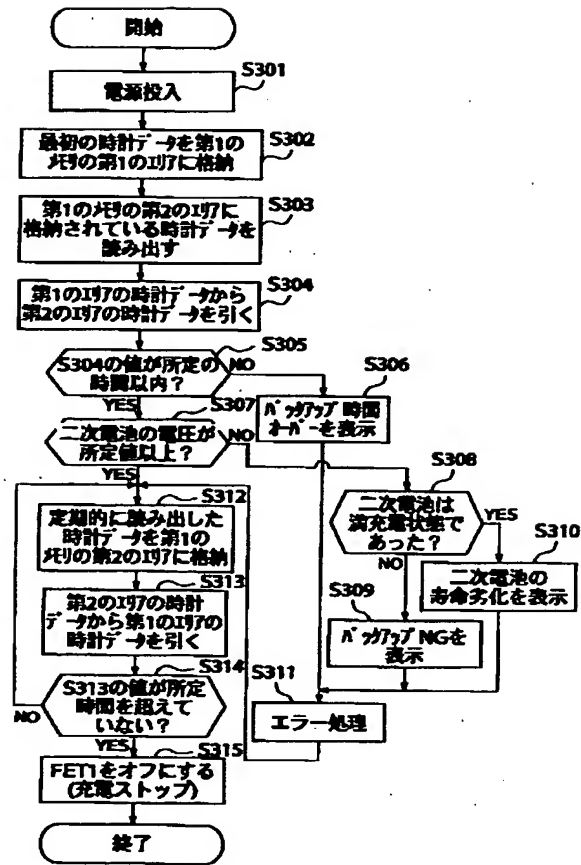 開始
S301
電源投入
S302
最初の時計データを第1の
メモリの第1のエリアに格納
S303
第1のメモリの第2のエリアに
格納されている時計データを
読み出す
S304
第1のエリアの時計データから
第2のエリアの時計データを引く
S305
S304の値が所定の
時間以内?
NO
YES
S306
バックアップ時間
オーバーを表示
S307
二次電池の電圧が
所定値以上?
NO
YES
S308
二次電池は
満充電状態で
あった?
YES
NO
S310
二次電池の
寿命劣化を表示
S309
バックアップNGを
表示
S311
エラー処理
S312
定期的に読み出した
時計データを第1の
メモリの第2のエリアに格納
S313
第2のエリアの時計
データから第1のエリアの
時計データを引く
S314
S313の値が所定
時間を超えて
いない?
NO
YES
S315
FET1をオフにする
(充電ストップ)
終了